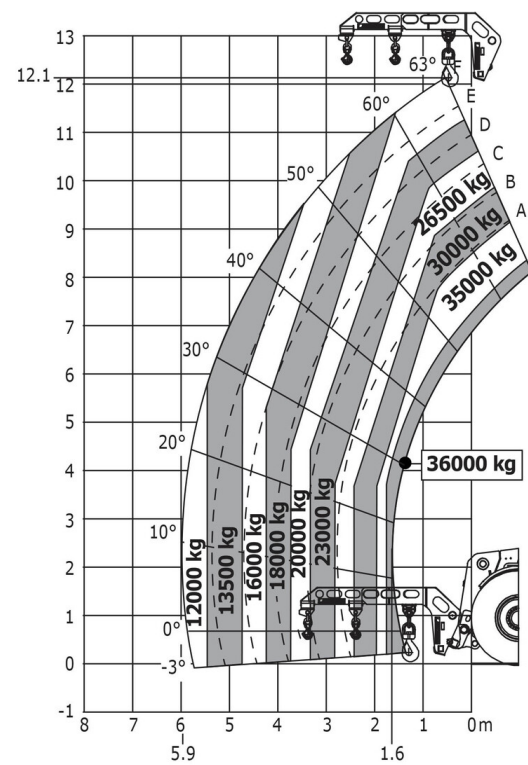 13
12.1
12
63°
F
60°
E
11
D
C
10
50°
B
26500 kg
9
A
30000 kg
40°
35000 kg
8
7
30°
6
5
20°
4
36000 kg
3
10°
12000 kg
13500 kg
16000 kg
18000 kg
20000 kg
23000 kg
2
1
0°
0
-3°
-1
8 7 6 5 4 3 2 1 0m
5.9 1.6